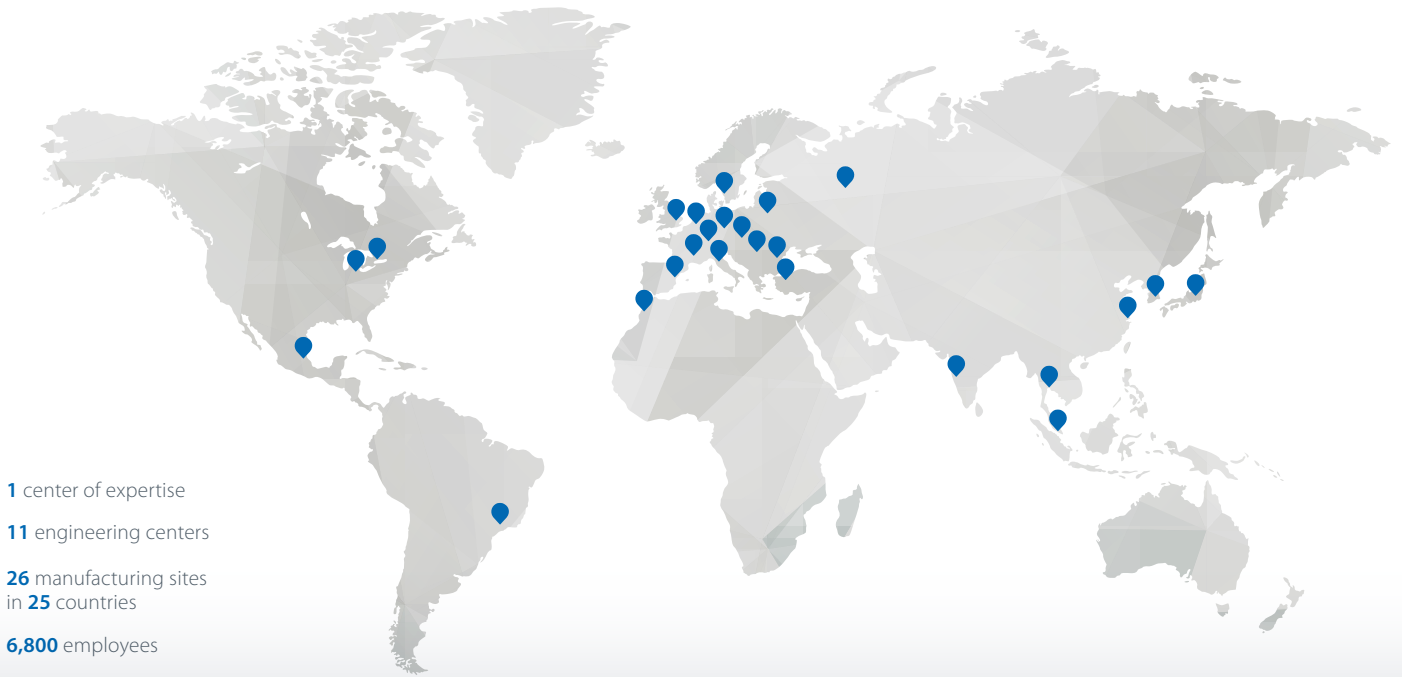 1 center of expertise
11 engineering centers
26 manufacturing sites
in 25 countries
6,800 employees